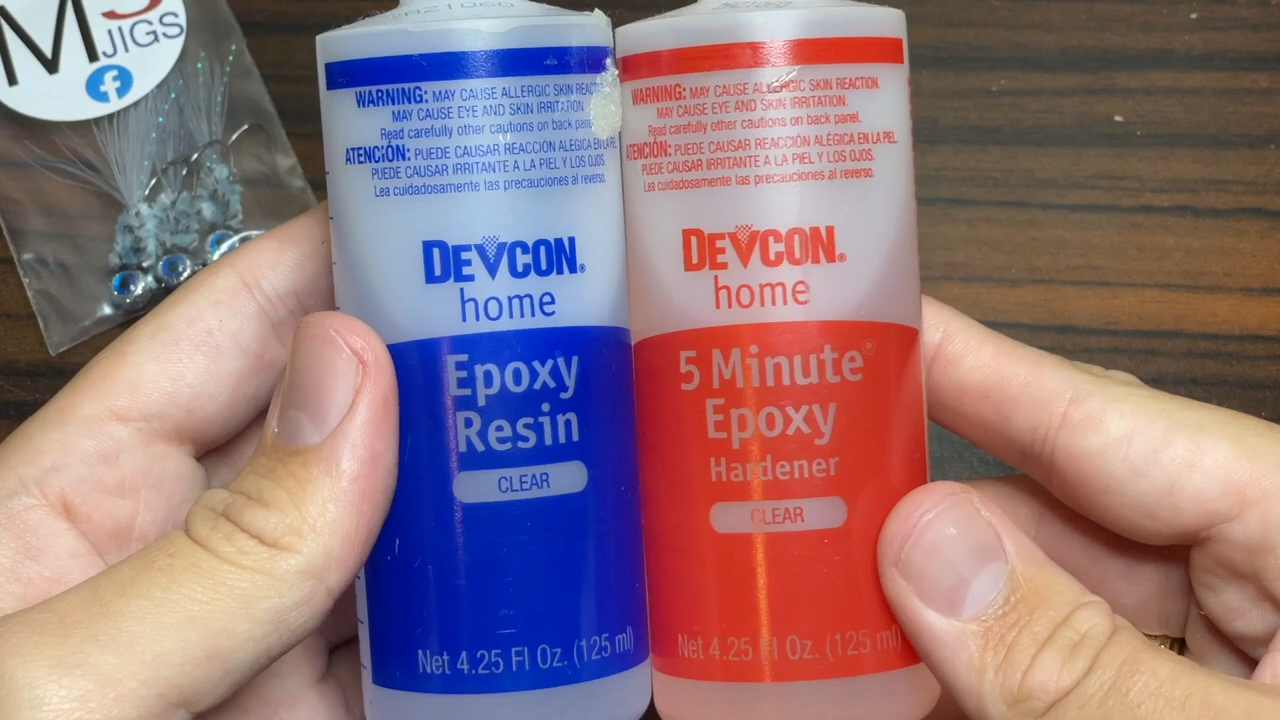 M5
JIGS
f
WARNING: MAY CAUSE ALLERGIC SKIN REACTION.
MAY CAUSE EYE AND SKIN IRRITATION.
Read carefully other cautions on back panel.
ATENCIÓN: PUEDE CAUSAR REACCIÓN ALÉGICA EN LA PEL
PUEDE CAUSAR IRRITANTE A LA PIEL Y LOS OJOS.
Lea cuidadosamente las precauciones al reverso.
DEVCON®
home
Epoxy
Resin
CLEAR
Net 4.25 Fl Oz. (125 ml)
WARNING: MAY CAUSE ALLERGIC SKIN REACTION.
MAY CAUSE EYE AND SKIN IRRITATION.
Read carefully other cautions on back panel.
ATENCIÓN: PUEDE CAUSAR REACCIÓN ALÉGICA EN LA PEL
PUEDE CAUSAR IRRITANTE A LA PIEL Y LOS OJOS.
Lea cuidadosamente las precauciones al reverso.
DEVCON®
home
5 Minute®
Epoxy
Hardener
CLEAR
Net 4.25 Fl Oz. (125 ml)